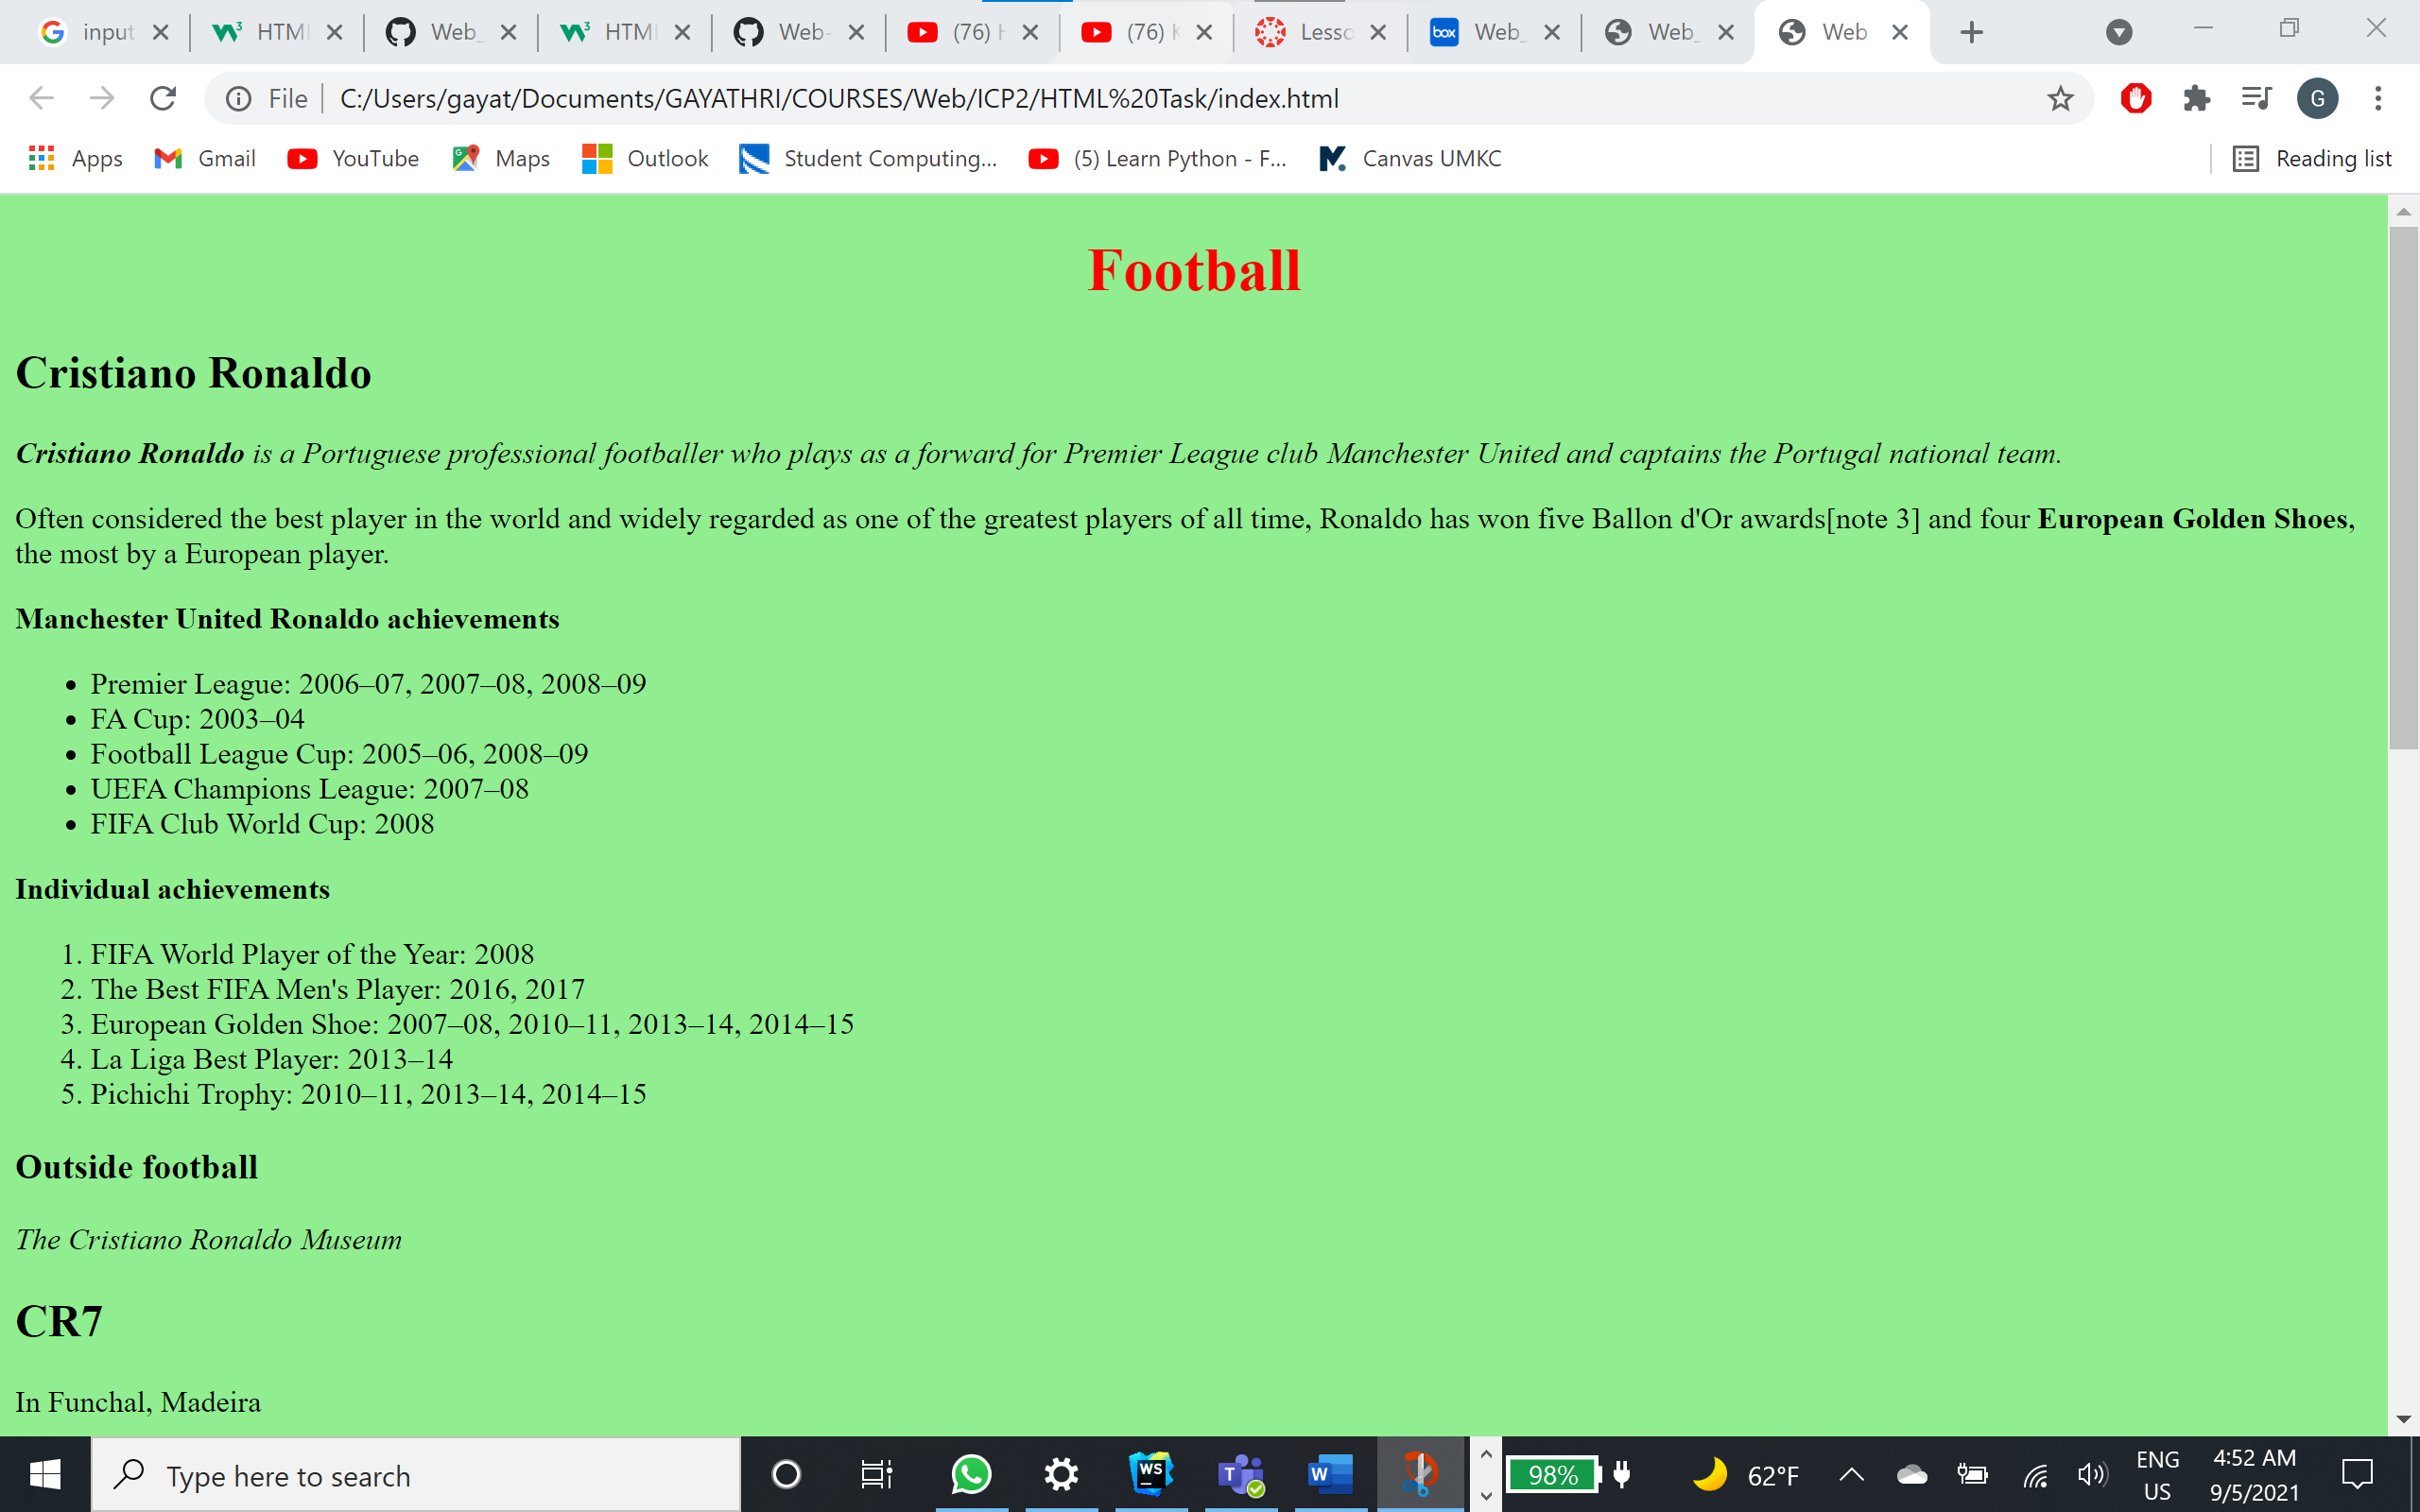 input
HTML
Web_
HTML
Web-
(76) H
(76) K
Lesso
box
Web_
Web_
Web
File
C:/Users/gayat/Documents/GAYATHRI/COURSES/Web/ICP2/HTML%20Task/index.html
G
Apps
Gmail
YouTube
Maps
Outlook
Student Computing...
(5) Learn Python - F...
Canvas UMKC
Reading list
Football
Cristiano Ronaldo
Cristiano Ronaldo is a Portuguese professional footballer who plays as a forward for Premier League club Manchester United and captains the Portugal national team.
Often considered the best player in the world and widely regarded as one of the greatest players of all time, Ronaldo has won five Ballon d'Or awards[note 3] and four European Golden Shoes,
the most by a European player.
Manchester United Ronaldo achievements
• Premier League: 2006–07, 2007–08, 2008–09
• FA Cup: 2003–04
• Football League Cup: 2005–06, 2008–09
• UEFA Champions League: 2007–08
• FIFA Club World Cup: 2008
Individual achievements
1. FIFA World Player of the Year: 2008
2. The Best FIFA Men's Player: 2016, 2017
3. European Golden Shoe: 2007–08, 2010–11, 2013–14, 2014–15
4. La Liga Best Player: 2013–14
5. Pichichi Trophy: 2010–11, 2013–14, 2014–15
Outside football
The Cristiano Ronaldo Museum
CR7
In Funchal, Madeira
Type here to search
WS
T
W
98%
62°F
ENG
US
4:52 AM
9/5/2021